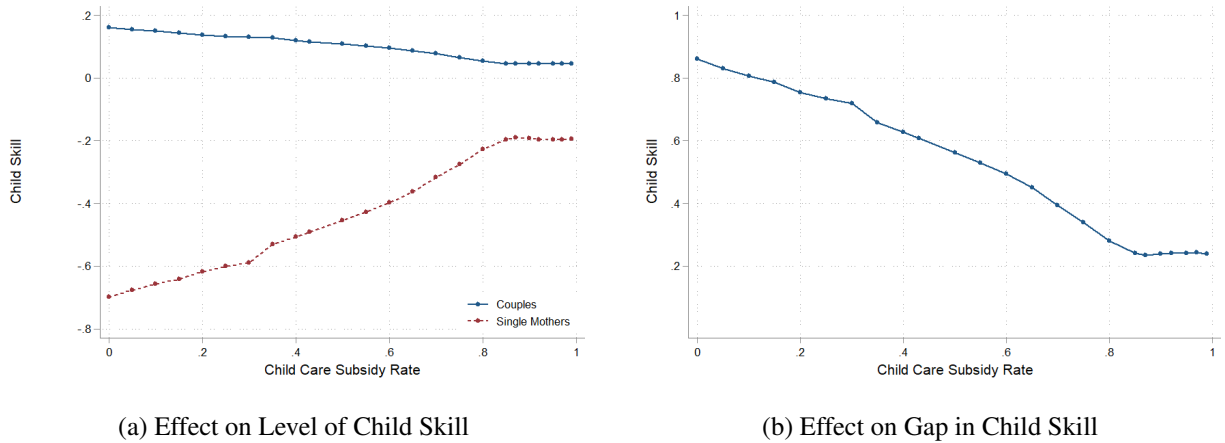 .2
0
-.2
-.4
-.6
-.8
Child Skill
0 .2 .4 .6 .8 1
Child Care Subsidy Rate
Couples
Single Mothers
(a) Effect on Level of Child Skill
1
.8
.6
.4
.2
Child Skill
0 .2 .4 .6 .8 1
Child Care Subsidy Rate
(b) Effect on Gap in Child Skill